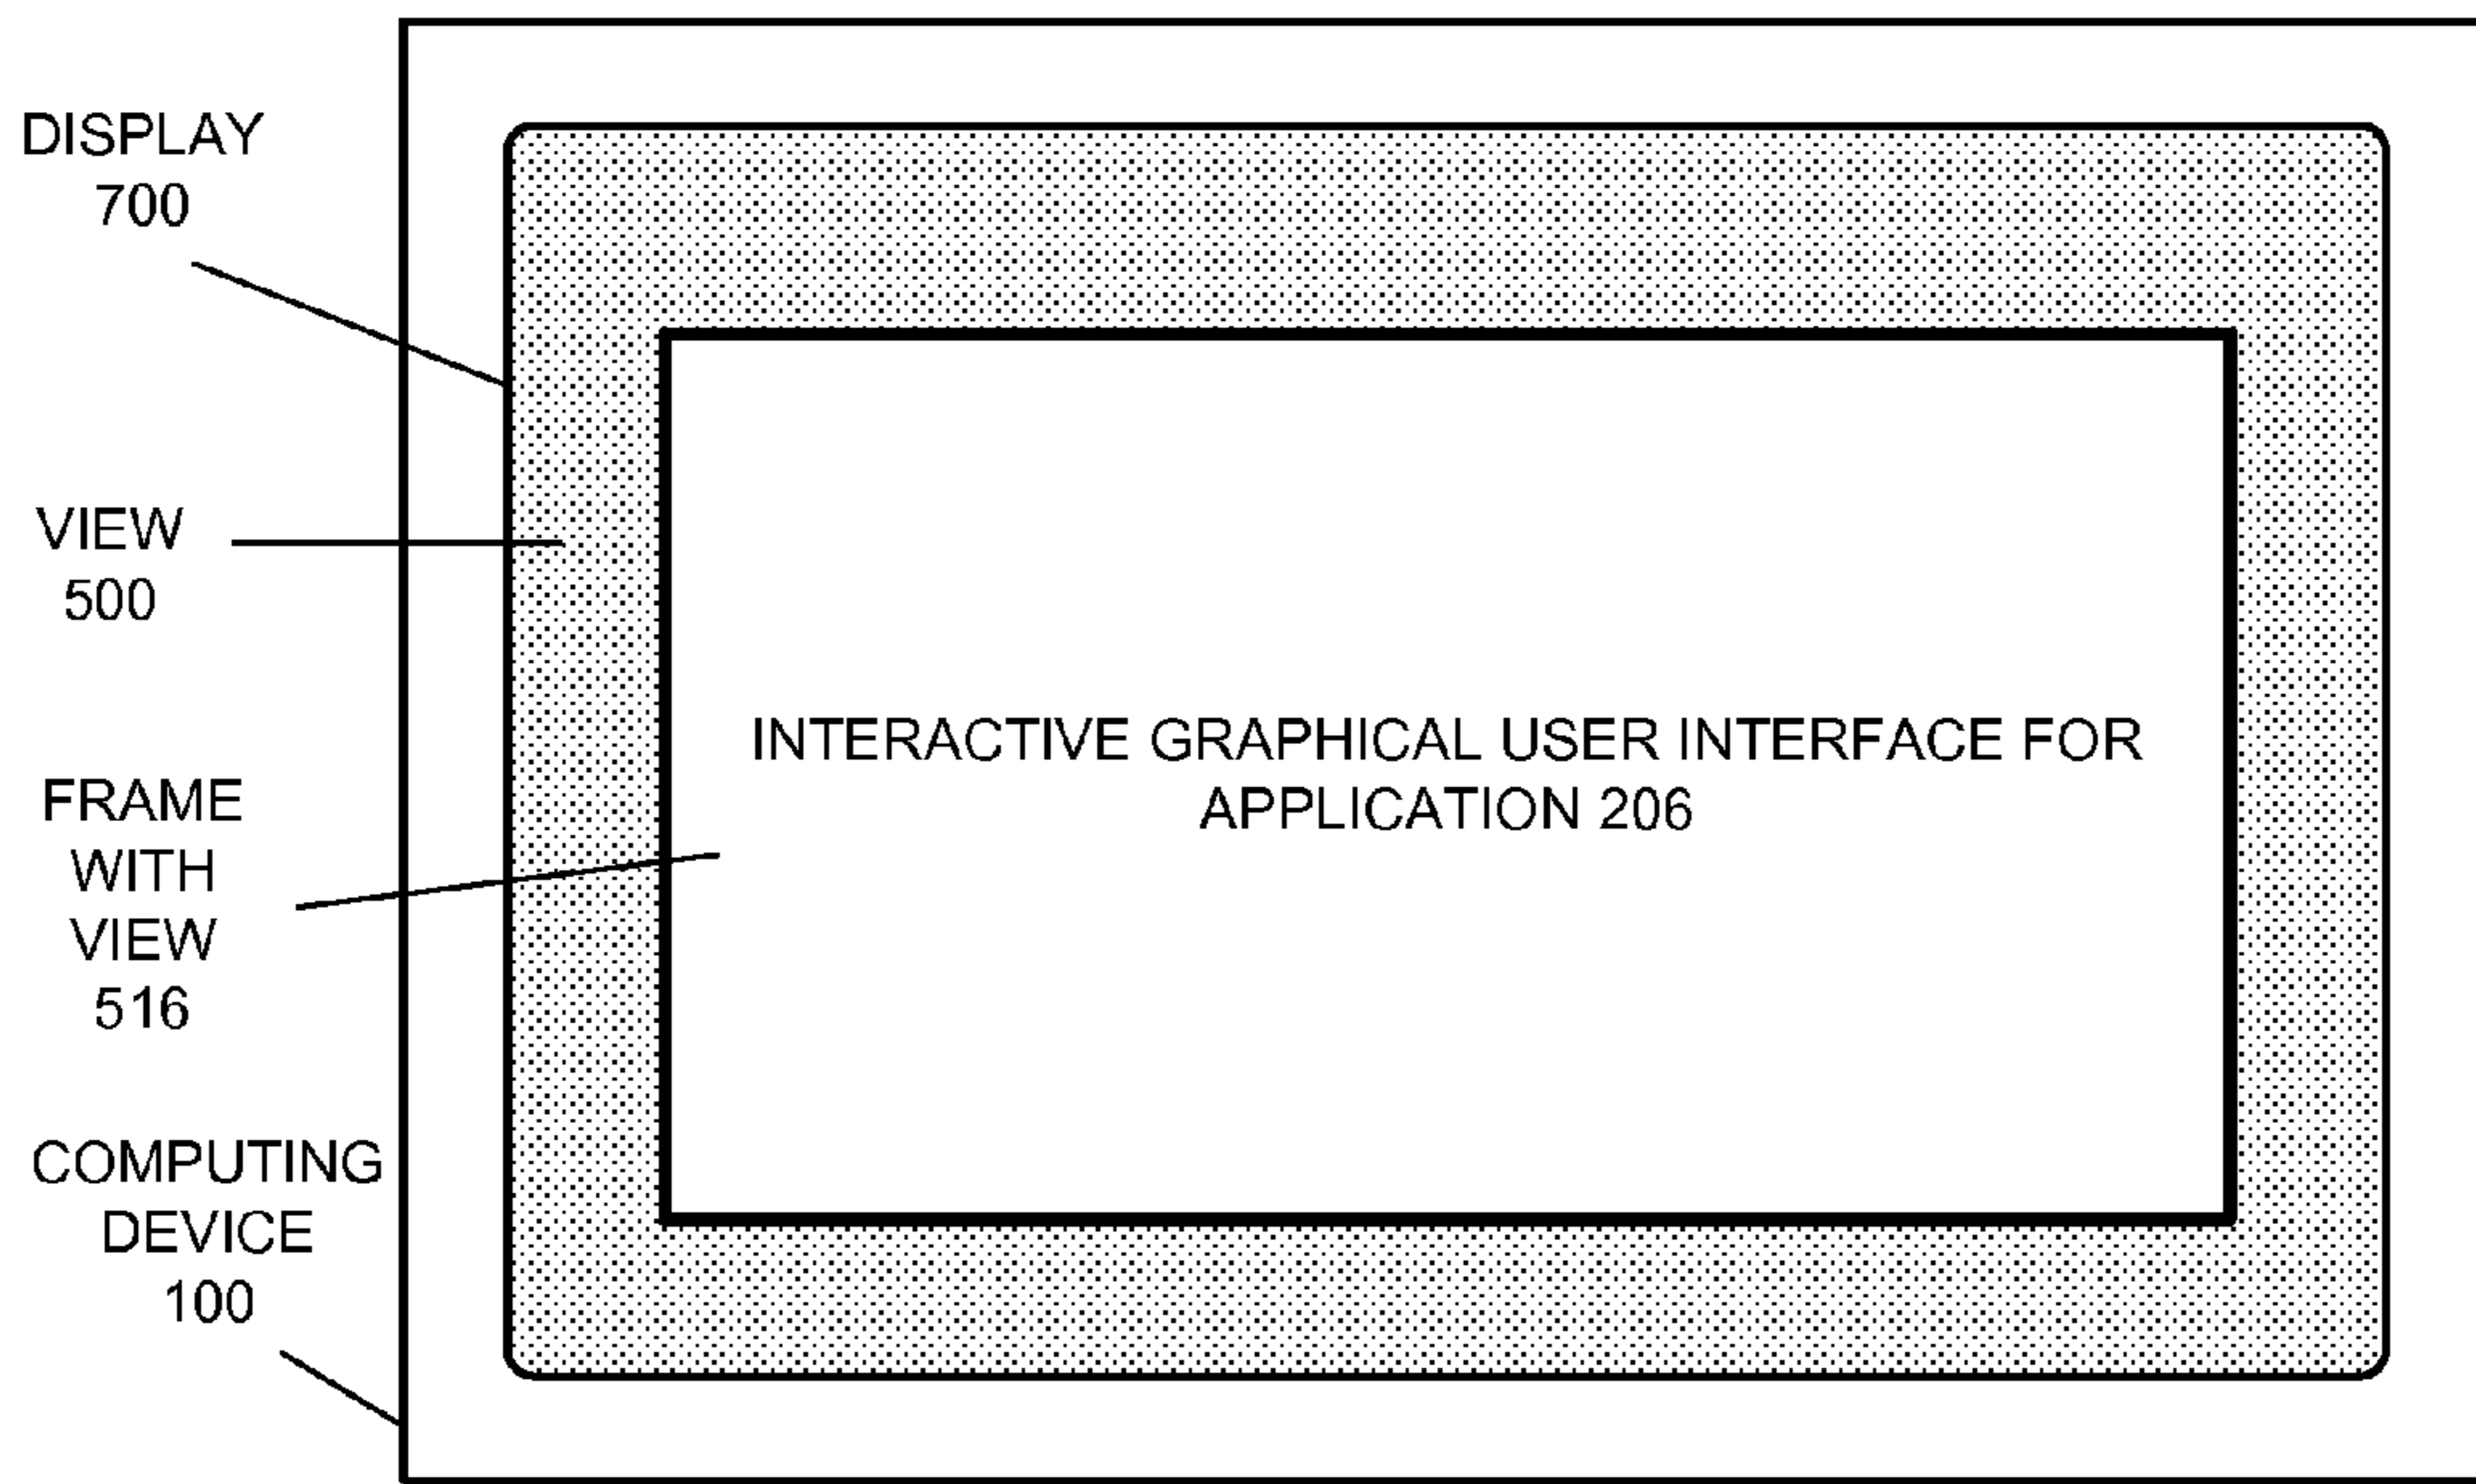 DISPLAY
700
VIEW
500
FRAME
WITH
VIEW
516
COMPUTING
DEVICE
100
INTERACTIVE GRAPHICAL USER INTERFACE FOR
APPLICATION 206